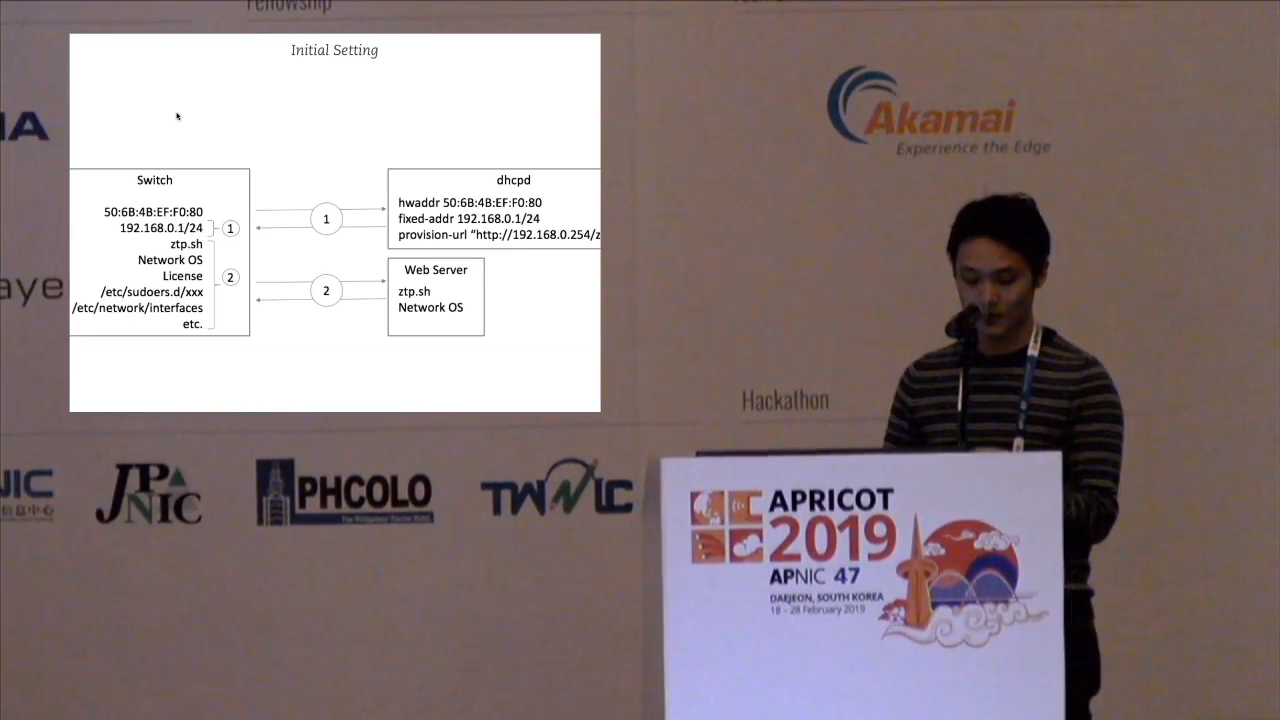 Fellowship
Initial Setting
Switch
50:6B:4B:EF:F0:80
192.168.0.1/24
1
ztp.sh
Network OS
License
2
/etc/sudoers.d/xxx
/etc/network/interfaces
etc.
1
2
dhcpd
hwaddr 50:6B:4B:EF:F0:80
fixed-addr 192.168.0.1/24
provision-url “http://192.168.0.254/z
Web Server
ztp.sh
Network OS
Akamai
Experience the Edge
Hackathon
JPNIC
PHCOLO
TWNIC
APRICOT
2019
APNIC 47
DAEJEON, SOUTH KOREA
18 – 28 February 2019